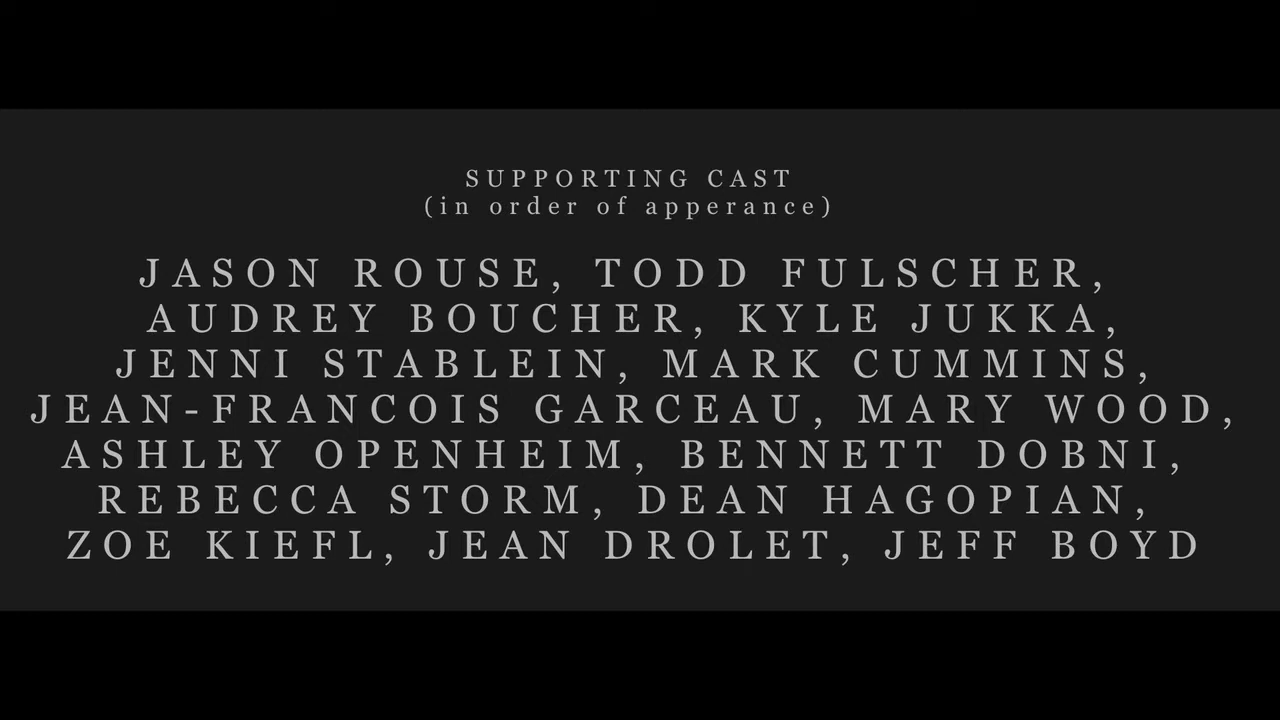 SUPPORTING CAST
(in order of apperance)
JASON ROUSE, TODD FULSCHER,
AUDREY BOUCHER, KYLE JUKKA,
JENNI STABLEIN, MARK CUMMINS,
JEAN-FRANCOIS GARCEAU, MARY WOOD,
ASHLEY OPENHEIM, BENNETT DOBNI,
REBECCA STORM, DEAN HAGOPIAN,
ZOE KIEFL, JEAN DROLET, JEFF BOYD